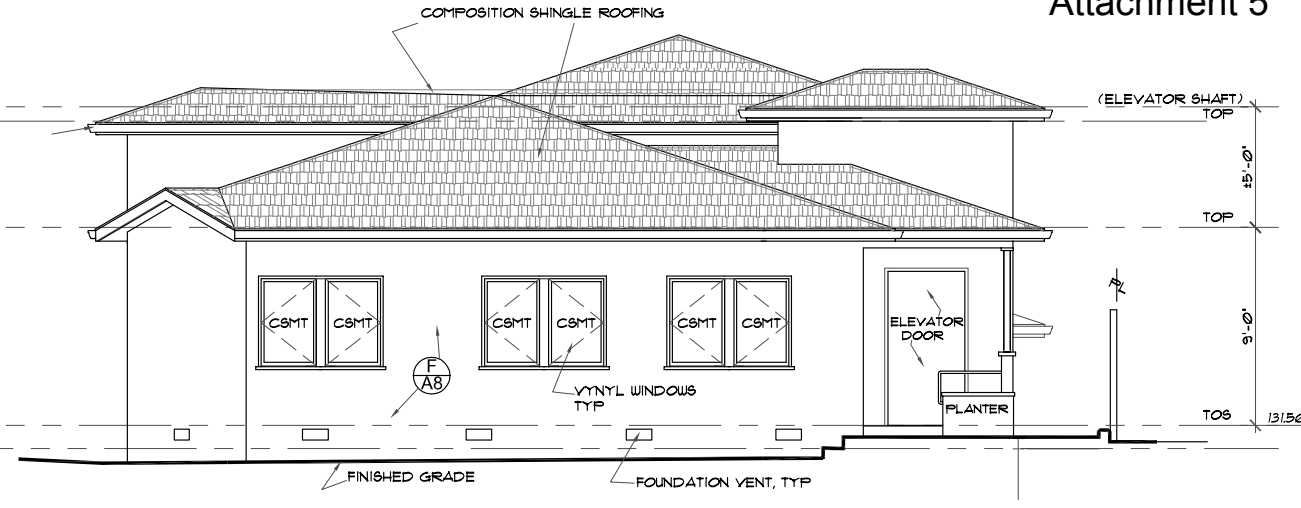 Attachment 5
COMPOSITION SHINGLE ROOFING
(ELEVATOR SHAFT)
TOP
±5'-0"
TOP
CSMT
CSMT
CSMT
CSMT
CSMT
CSMT
ELEVATOR
DOOR
9'-0"
F
A8
VYNYL WINDOWS
TYP
PLANTER
TOS
131.56
FINISHED GRADE
FOUNDATION VENT, TYP